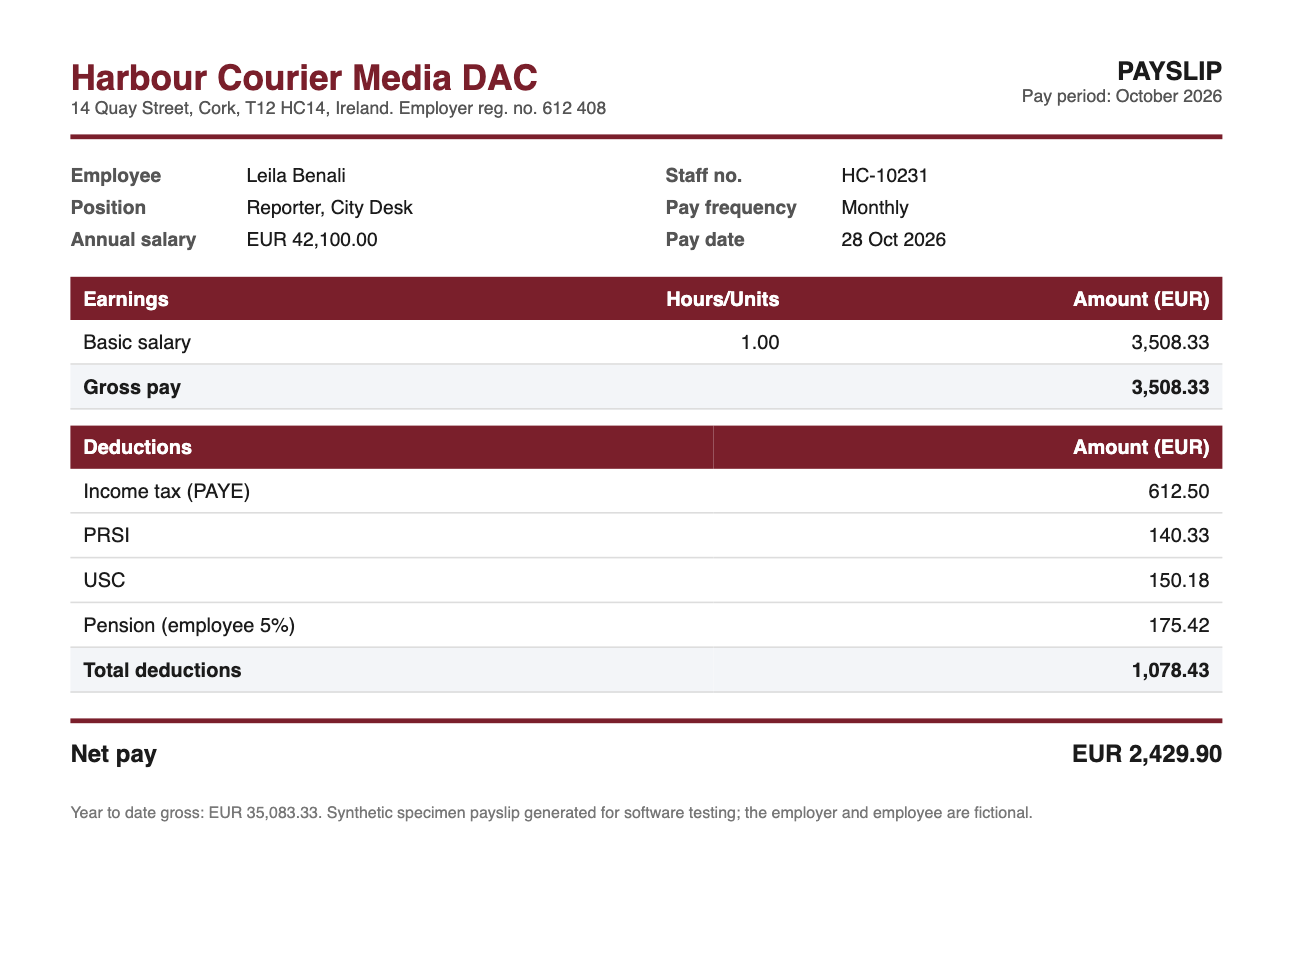 Harbour Courier Media DAC
14 Quay Street, Cork, T12 HC14, Ireland. Employer reg. no. 612 408
PAYSLIP
Pay period: October 2026
Employee Leila Benali Staff no. HC-10231
Position Reporter, City Desk Pay frequency Monthly
Annual salary EUR 42,100.00 Pay date 28 Oct 2026
Earnings Hours/Units Amount (EUR)
Basic salary 1.00 3,508.33
Gross pay 3,508.33
Deductions Amount (EUR)
Income tax (PAYE) 612.50
PRSI 140.33
USC 150.18
Pension (employee 5%) 175.42
Total deductions 1,078.43
Net pay EUR 2,429.90
Year to date gross: EUR 35,083.33. Synthetic specimen payslip generated for software testing; the employer and employee are fictional.